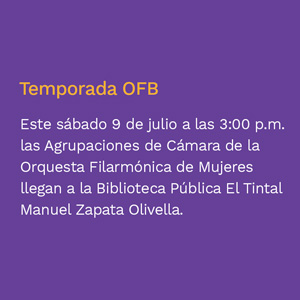 Temporada OFB
Este sábado 9 de julio a las 3:00 p.m.
las Agrupaciones de Cámara de la
Orquesta Filarmónica de Mujeres
llegan a la Biblioteca Pública El Tintal
Manuel Zapata Olivella.